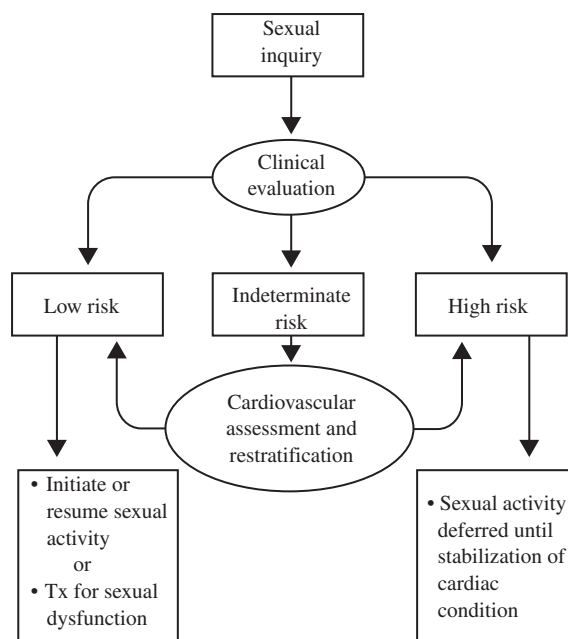 Sexual
inquiry
Clinical
evaluation
Low risk
Indeterminate
risk
High risk
Cardiovascular
assessment and
restratification
• Initiate or
resume sexual
activity
or
• Tx for sexual
dysfunction
• Sexual activity
deferred until
stabilization of
cardiac
condition